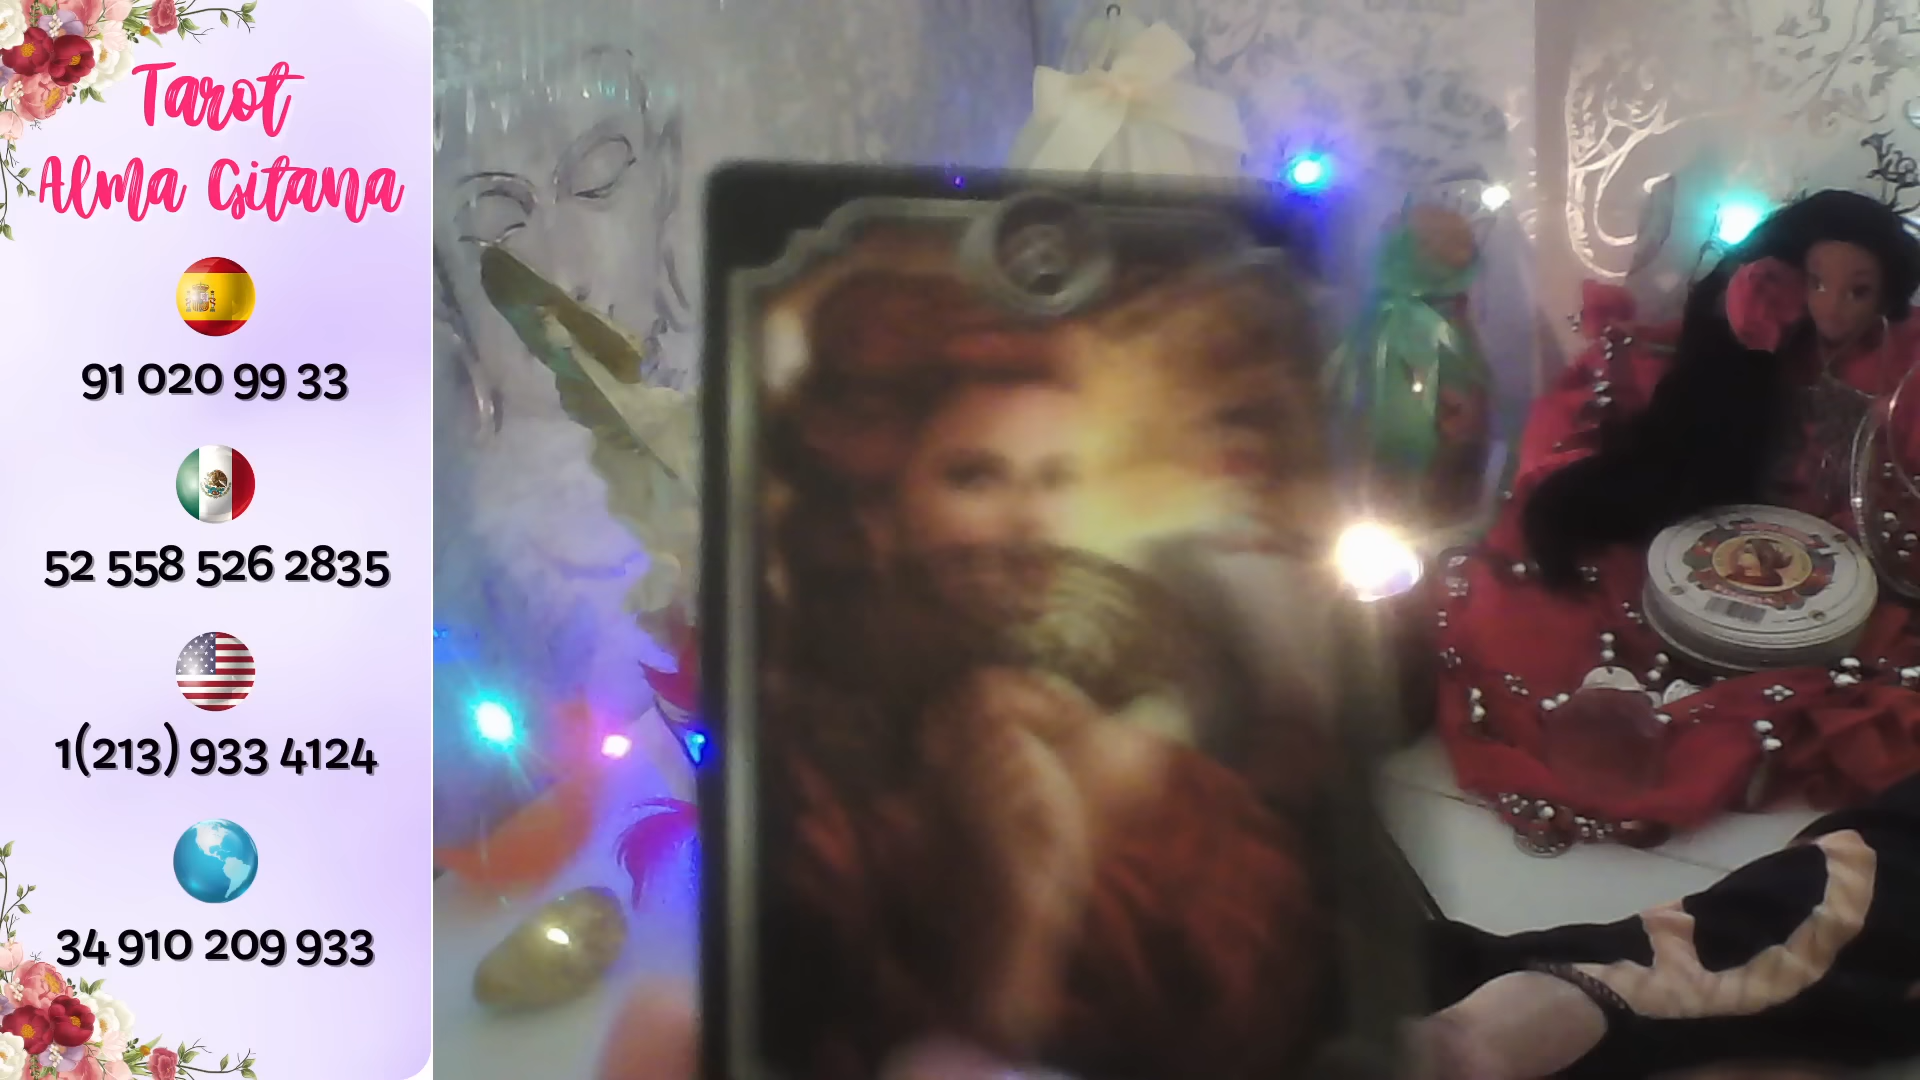 Tarot
Alma Gitana
91 020 99 33
52 558 526 2835
1(213) 933 4124
34 910 209 933